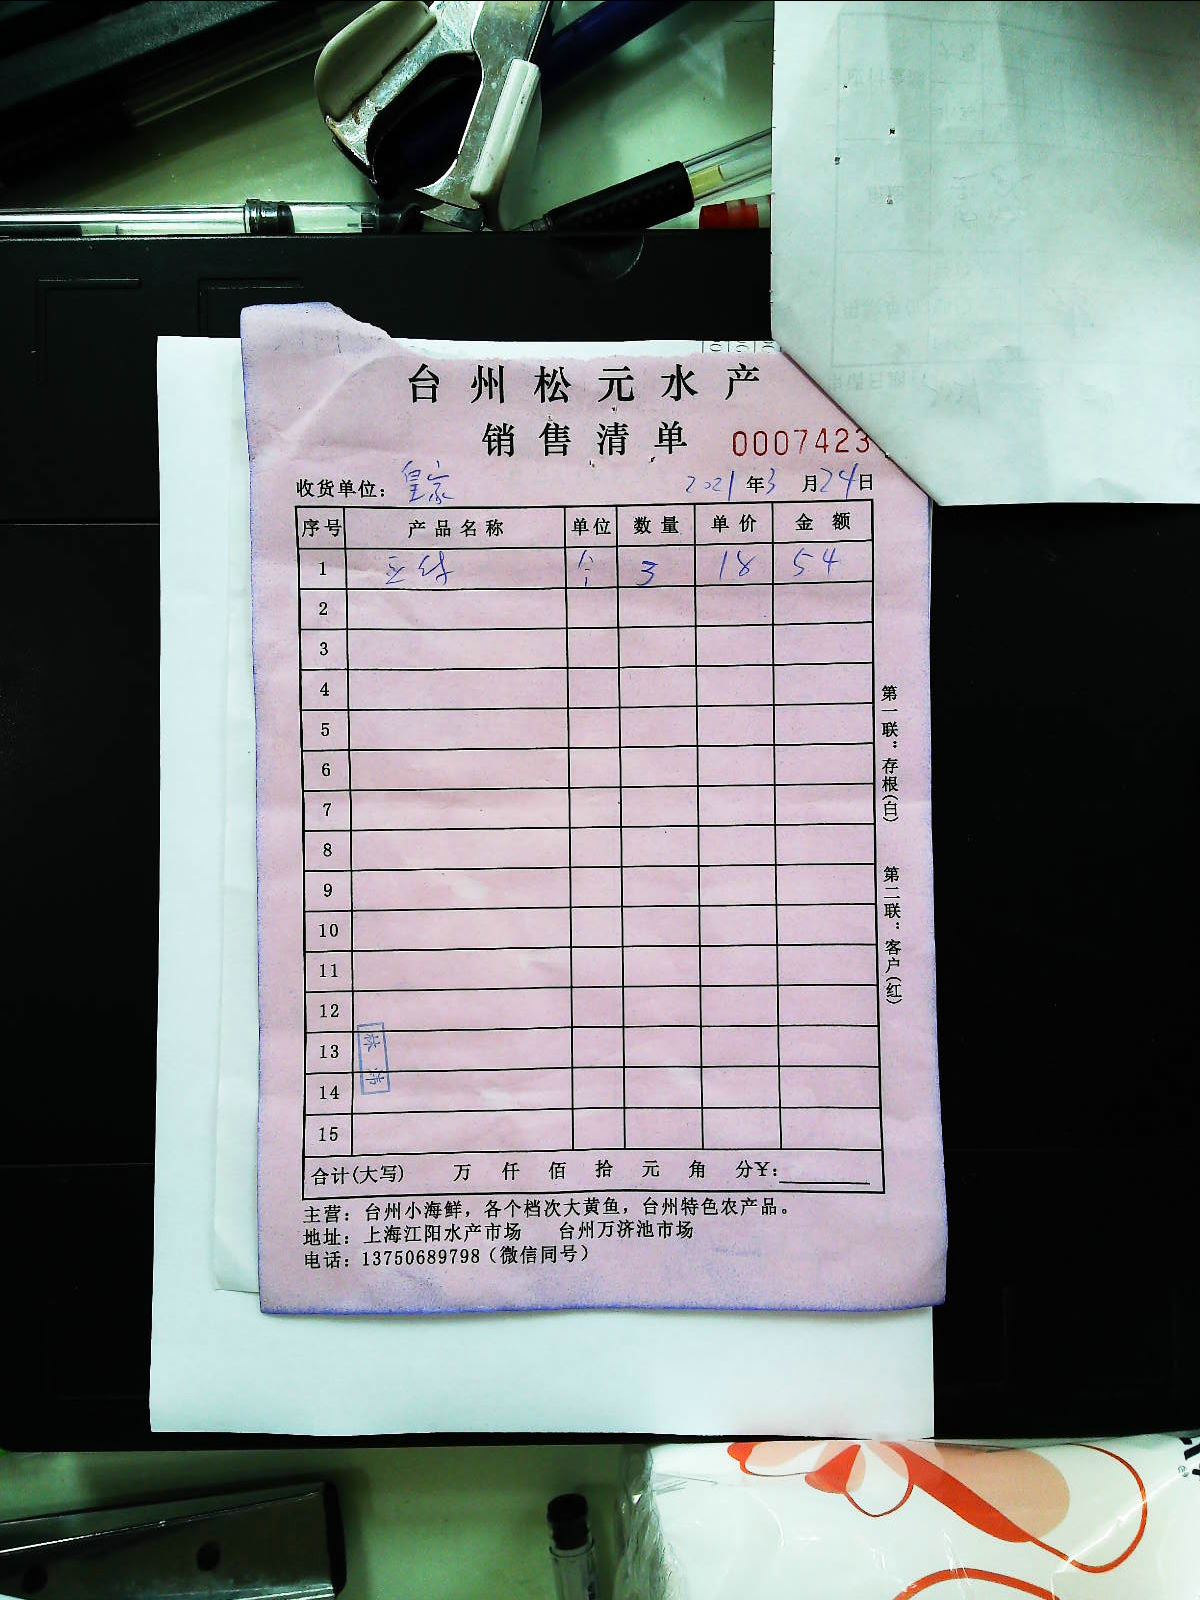 台州松元水产
销售清单 0007423
收货单位：皇家 2021年3月24日
序号 产品名称 单位 数量 单价 金额
1 3 18 54
2
3
4
5
6
7
8
9
10
11
12
13
14
15
合计(大写) 万 仟 佰 拾 元 角 分¥：
主营：台州小海鲜，各个档次大黄鱼，台州特色农产品。
地址：上海江阳水产市场 台州万济池市场
电话：13750689798（微信同号）
第一联：存根(白)
第二联：客户(红)